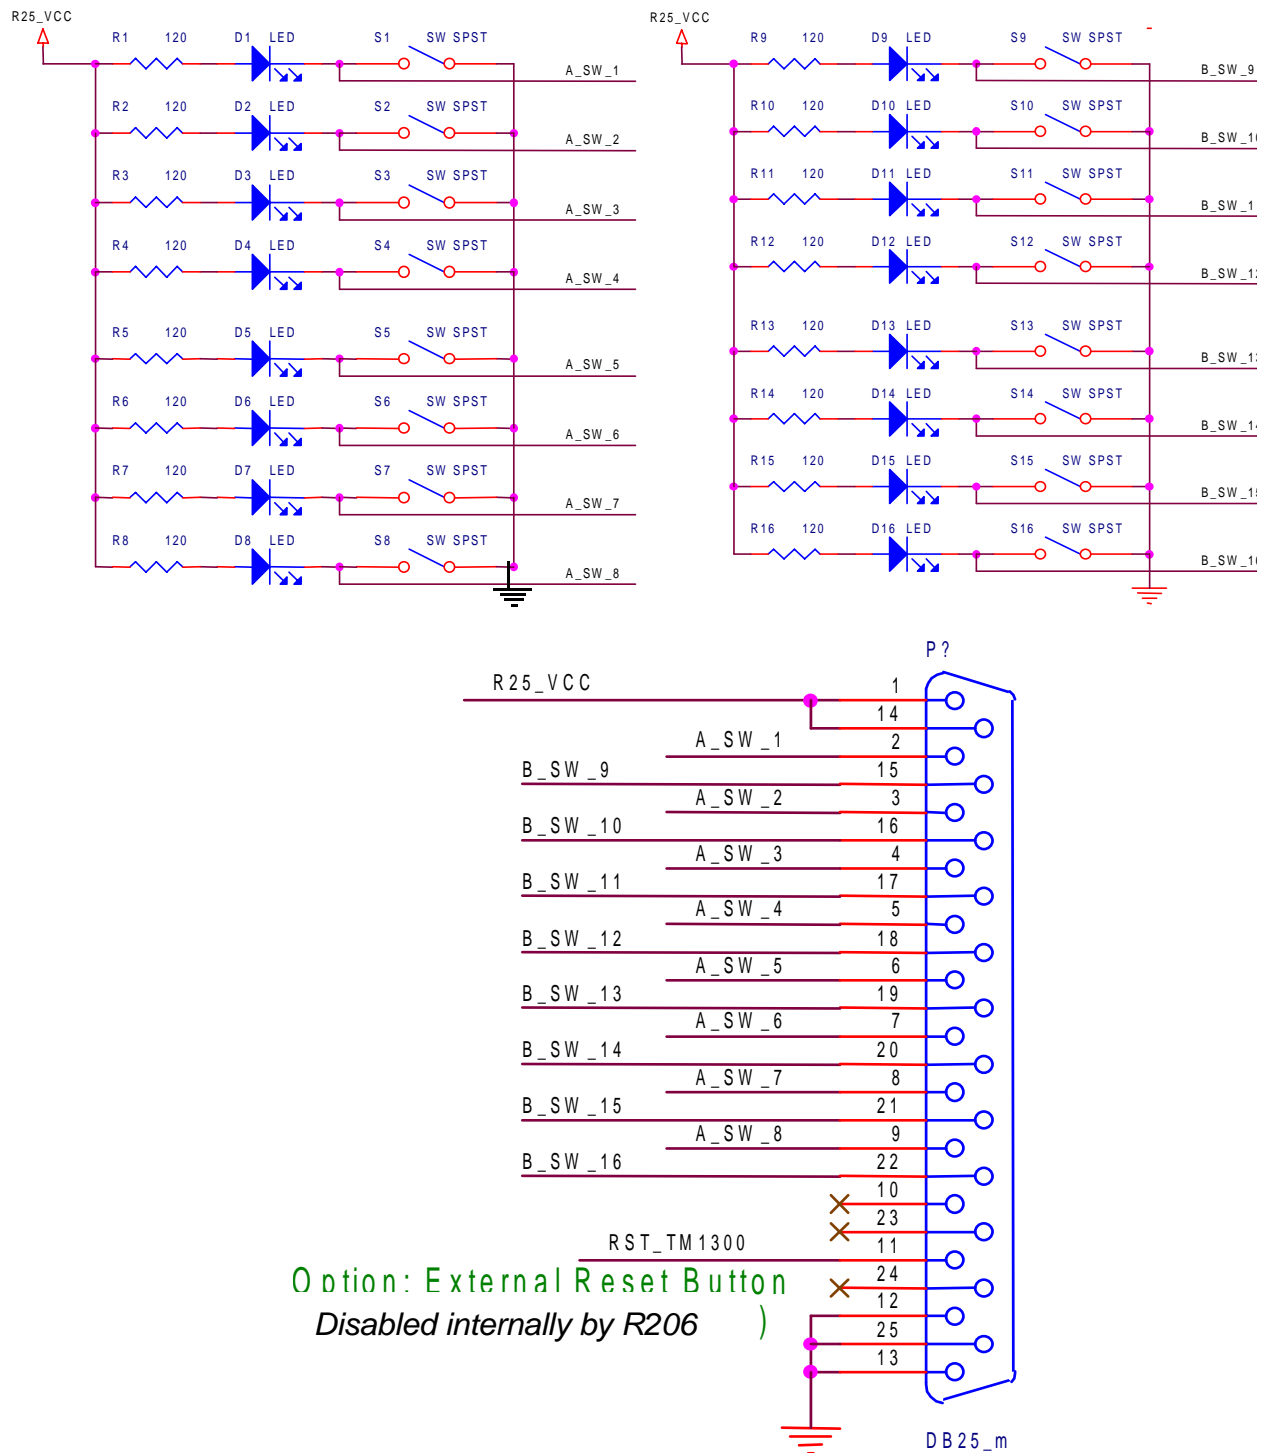 R25_VCC
R1 120 D1 LED S1 SW SPST
A_SW_1
R2 120 D2 LED S2 SW SPST
A_SW_2
R3 120 D3 LED S3 SW SPST
A_SW_3
R4 120 D4 LED S4 SW SPST
A_SW_4
R5 120 D5 LED S5 SW SPST
A_SW_5
R6 120 D6 LED S6 SW SPST
A_SW_6
R7 120 D7 LED S7 SW SPST
A_SW_7
R8 120 D8 LED S8 SW SPST
A_SW_8
R25_VCC
R9 120 D9 LED S9 SW SPST
B_SW_9
R10 120 D10 LED S10 SW SPST
B_SW_1
R11 120 D11 LED S11 SW SPST
B_SW_1
R12 120 D12 LED S12 SW SPST
B_SW_12
R13 120 D13 LED S13 SW SPST
B_SW_13
R14 120 D14 LED S14 SW SPST
B_SW_14
R15 120 D15 LED S15 SW SPST
B_SW_15
R16 120 D16 LED S16 SW SPST
B_SW_16
P?
R25_VCC 1
14
A_SW_1 2
B_SW_9 15
A_SW_2 3
B_SW_10 16
A_SW_3 4
B_SW_11 17
A_SW_4 5
B_SW_12 18
A_SW_5 6
B_SW_13 19
A_SW_6 7
B_SW_14 20
A_SW_7 8
B_SW_15 21
A_SW_8 9
B_SW_16 22
10
23
RST_TM1300 11
Option: External Reset Button 24
12
Disabled internally by R206 )
25
13
DB25_m